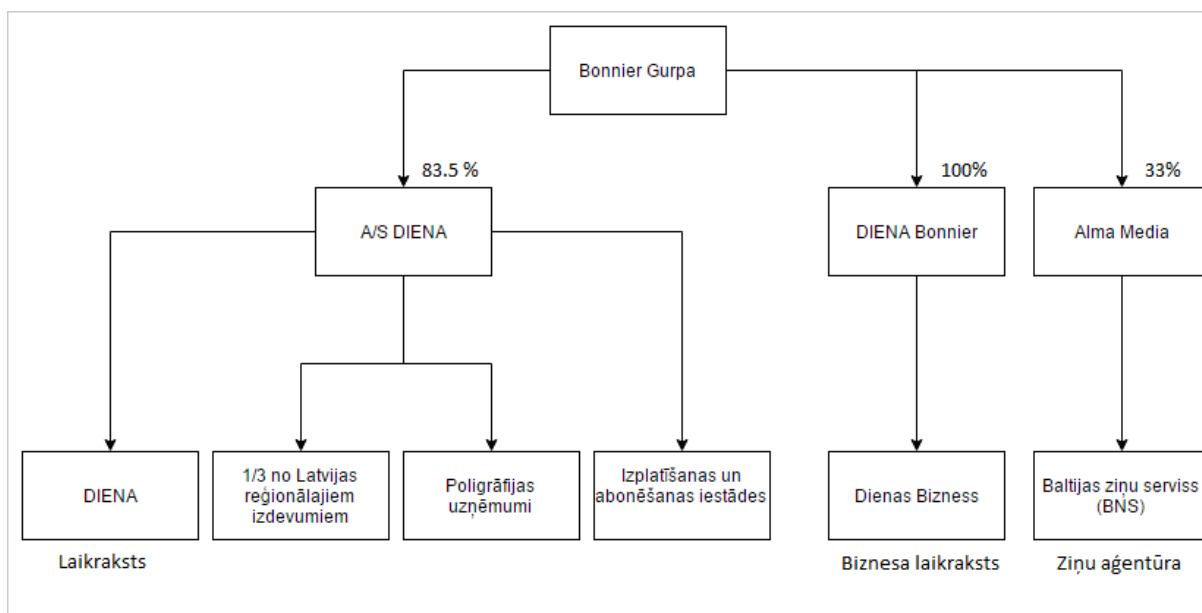 Bonnier Gurpa
83.5 %
100%
33%
A/S DIENA
DIENA Bonnier
Alma Media
DIENA
1/3 no Latvijas
reģionālajiem
izdevumiem
Poligrāfijas
uzņēmumi
Izplatīšanas un
abonēšanas iestādes
Dienas Bizness
Baltijas ziņu serviss
(BNS)
Laikraksts
Biznesa laikraksts
Ziņu aģentūra